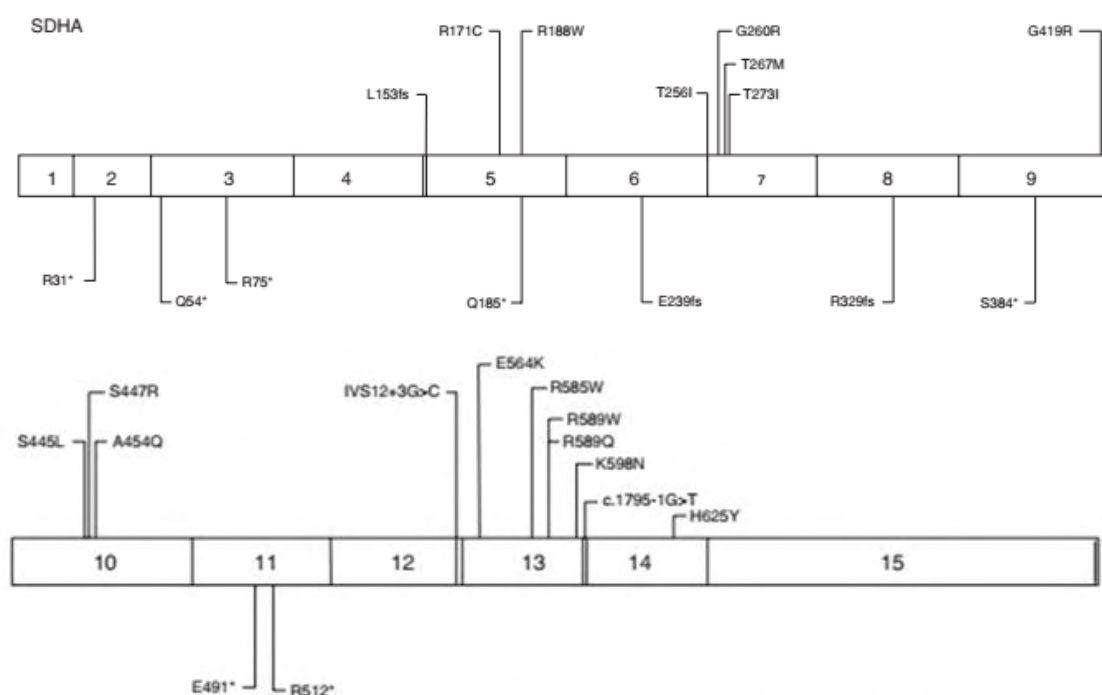 SDHA
R171C R188W G260R G419R
T267M
L153fs T256I T273I
1 2 3 4 5 6 7 8 9
R31* R75*
Q54* Q185* E239fs R329fs S384*
E564K
S447R IVS12+3G>C R585W
R589W
S445L A454Q R589Q
K598N
c.1795-1G>T
H625Y
10 11 12 13 14 15
E491* R512*